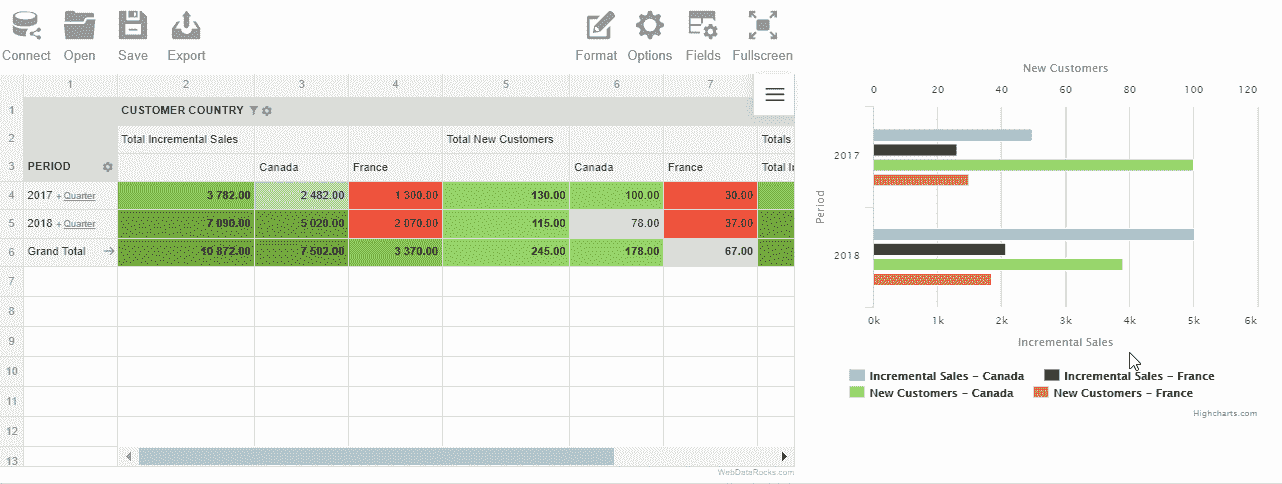 Connect Open Save Export Format Options Fields Fullscreen
1 2 3 4 5 6 7
1 CUSTOMER COUNTRY
2 Total Incremental Sales Total New Customers Totals
3 PERIOD Canada France Canada France Total In
4 2017 + Quarter 3 782.00 2 482.00 1 300.00 130.00 100.00 30.00
5 2018 + Quarter 7 090.00 5 020.00 2 070.00 115.00 78.00 37.00
6 Grand Total 10 872.00 7 502.00 3 370.00 245.00 178.00 67.00
7
8
9
10
11
12
13
WebDataRocks.com
New Customers
0 20 40 60 80 100 120
Period
2017
2018
0k 1k 2k 3k 4k 5k 6k
Incremental Sales
Incremental Sales - Canada Incremental Sales - France
New Customers - Canada New Customers - France
Highcharts.com